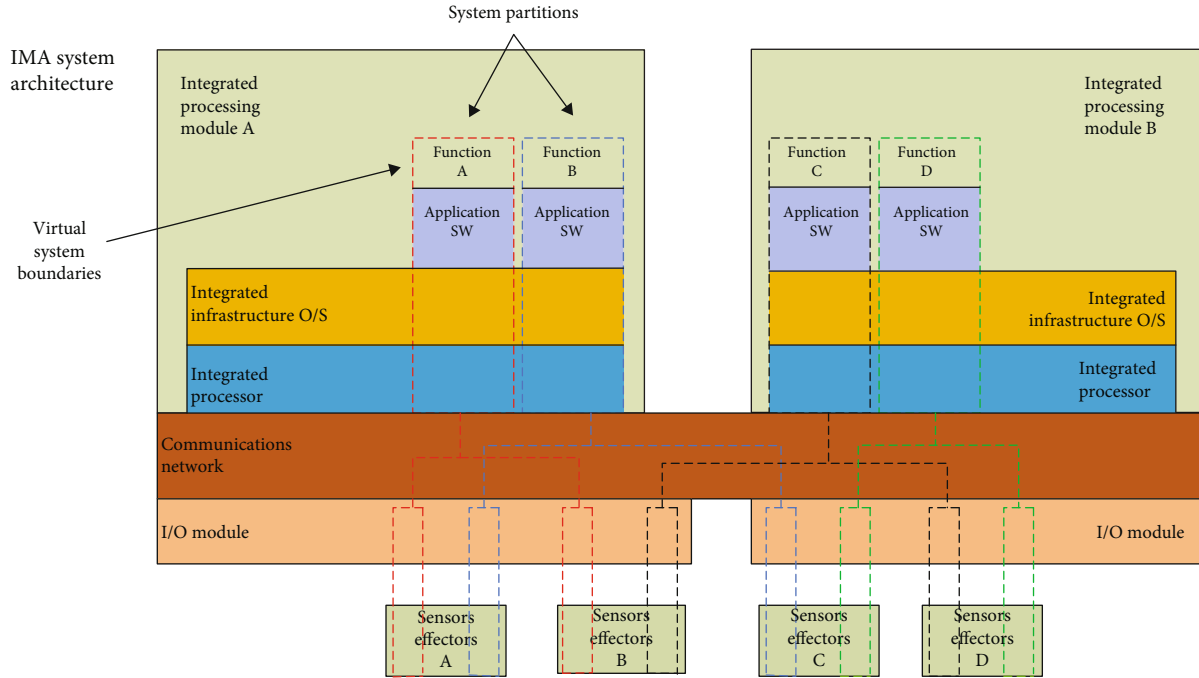 System partitions
IMA system
architecture
Integrated
processing
module A
Integrated
processing
module B
Function
A
Function
B
Function
C
Function
D
Application
SW
Application
SW
Application
SW
Application
SW
Virtual
system
boundaries
Integrated
infrastructure O/S
Integrated
infrastructure O/S
Integrated
processor
Integrated
processor
Communications
network
I/O module
I/O module
Sensors
effectors
A
Sensors
effectors
B
Sensors
effectors
C
Sensors
effectors
D